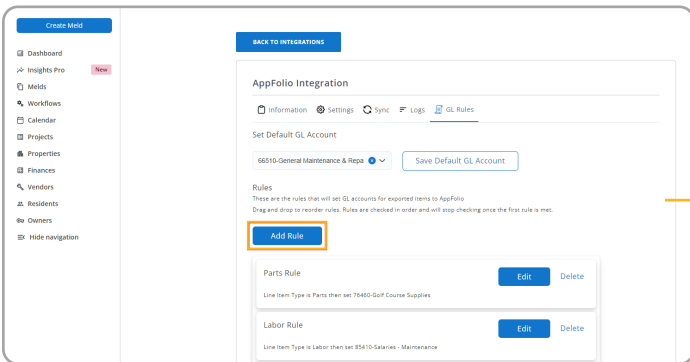 Create Meld
Dashboard
Insights Pro New
Melds
Workflows
Calendar
Projects
Properties
Finances
Vendors
Residents
Owners
Hide navigation
BACK TO INTEGRATIONS
AppFolio Integration
Information Settings Sync Logs GL Rules
Set Default GL Account
66510-General Maintenance & Repa Save Default GL Account
Rules
These are the rules that will set GL accounts for exported items to AppFolio
Drag and drop to reorder rules. Rules are checked in order and will stop checking once the first rule is met.
Add Rule
Parts Rule
Edit Delete
Line Item Type is Parts then set 76460-Golf Course Supplies
Labor Rule
Edit Delete
Line Item Type is Labor then set 85410-Salaries - Maintenance